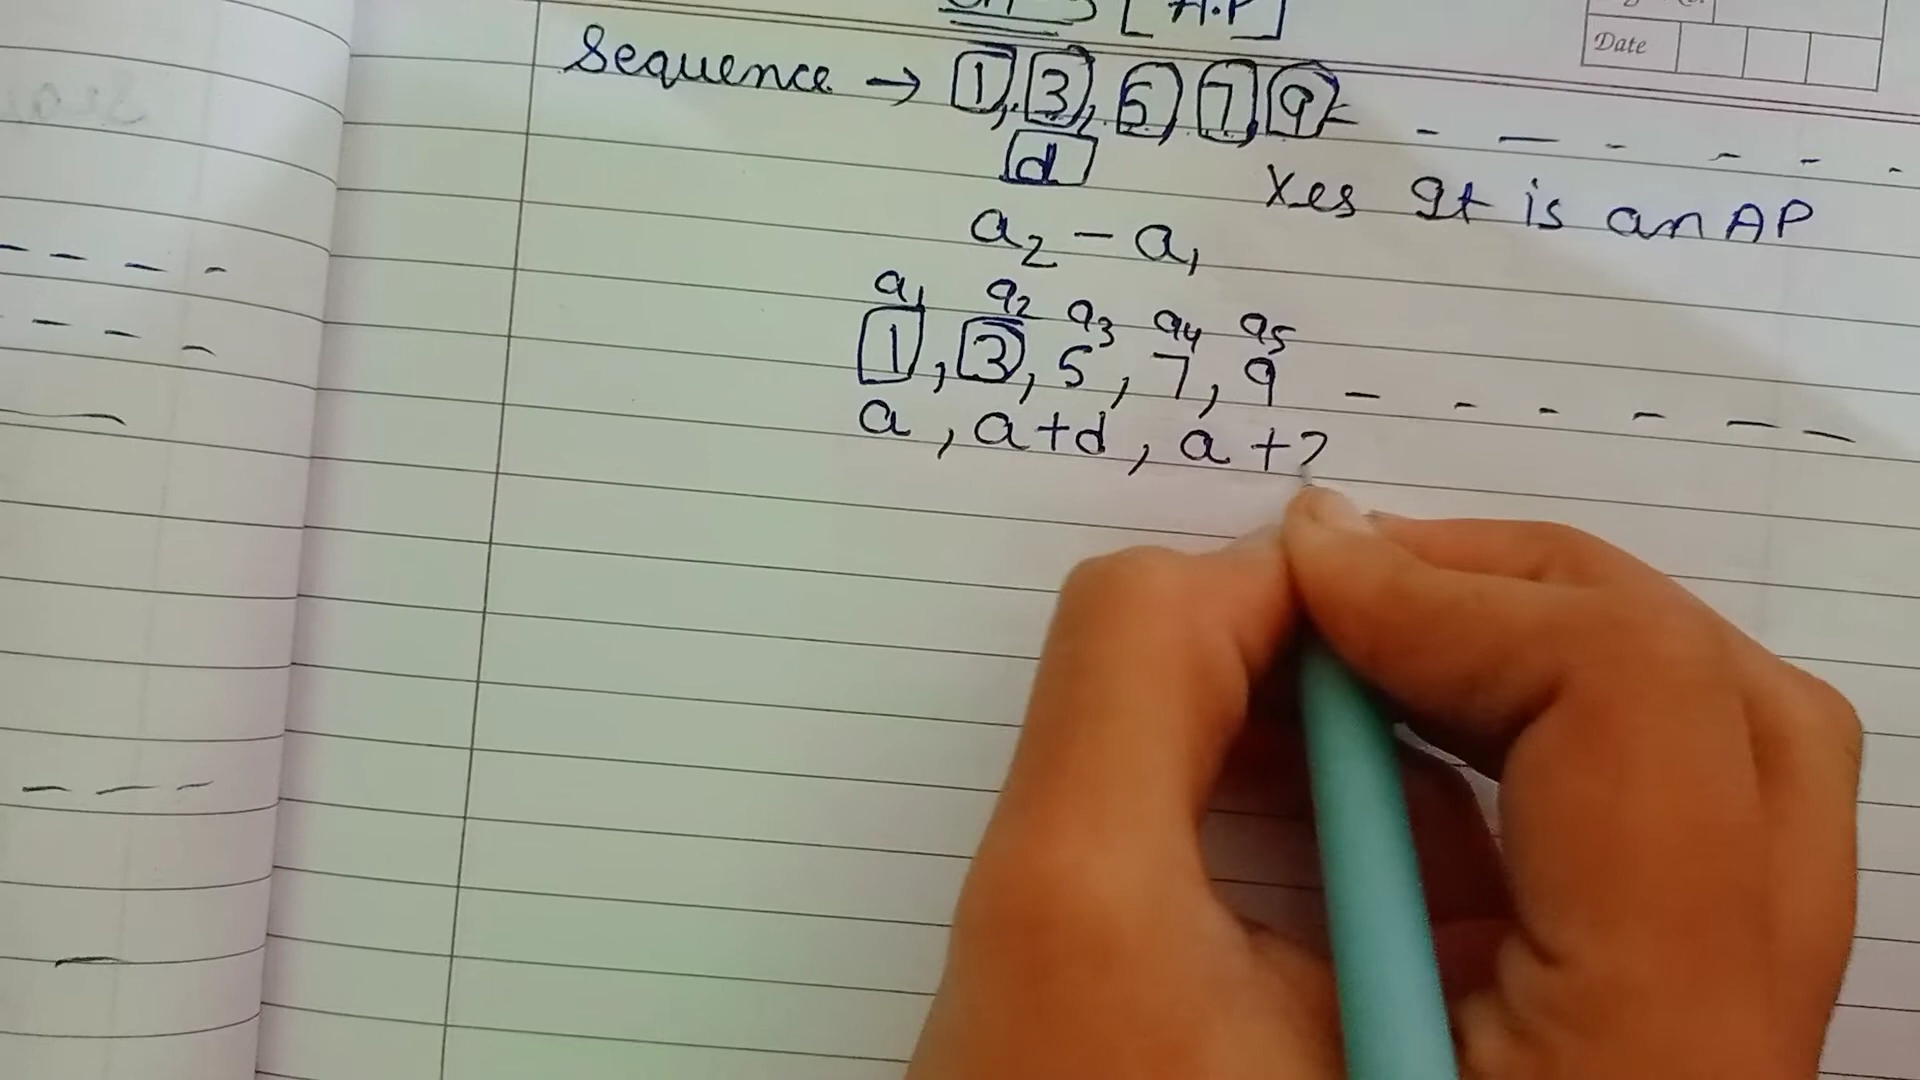 [A.P]
Date
Sequence → 1, 3, 5, 7, 9 - - - - - - -
d
Yes It is an AP
a₂ - a₁
a₁ a₂ a₃ a₄ a₅
1, 3, 5, 7, 9 - - - - - -
a, a+d, a+2